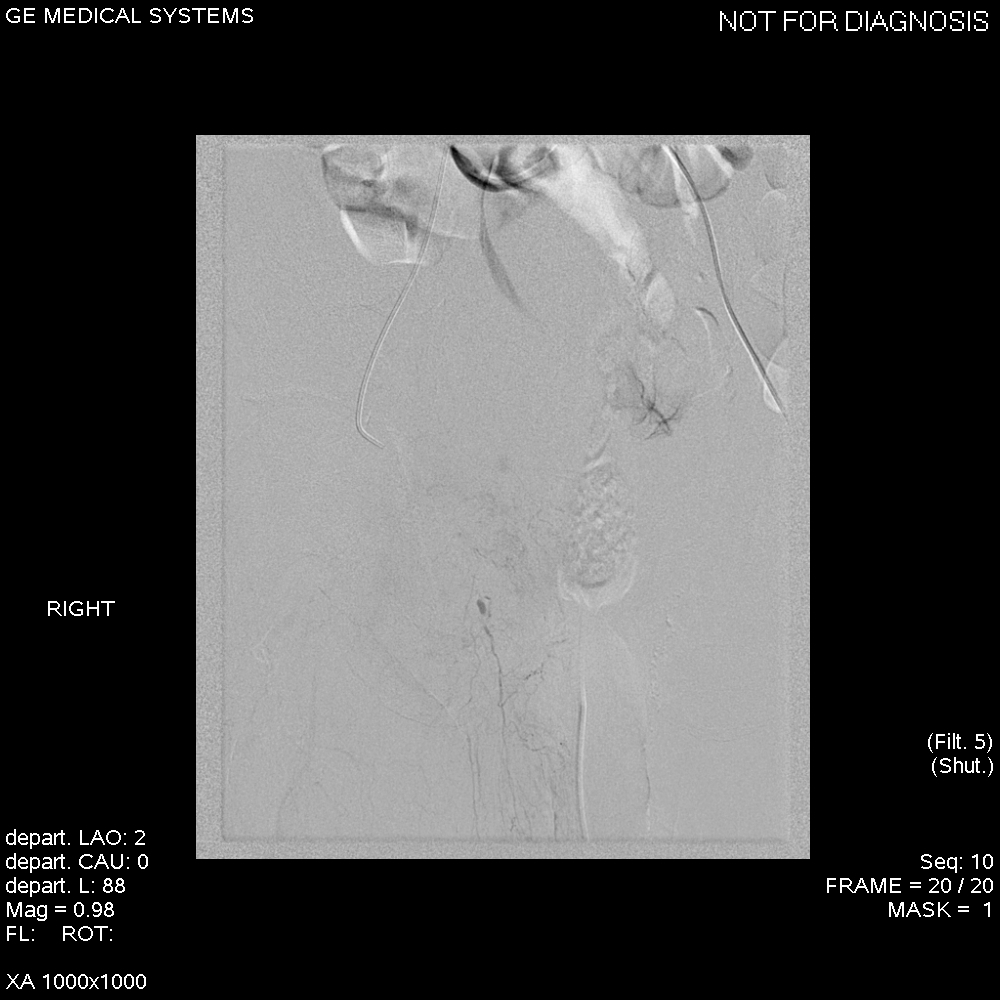 GE MEDICAL SYSTEMS
NOT FOR DIAGNOSIS
RIGHT
(Filt. 5)
(Shut.)
depart. LAO: 2
depart. CAU: 0
depart. L: 88
Mag = 0.98
FL: ROT:
XA 1000x1000
Seq: 10
FRAME = 20 / 20
MASK = 1